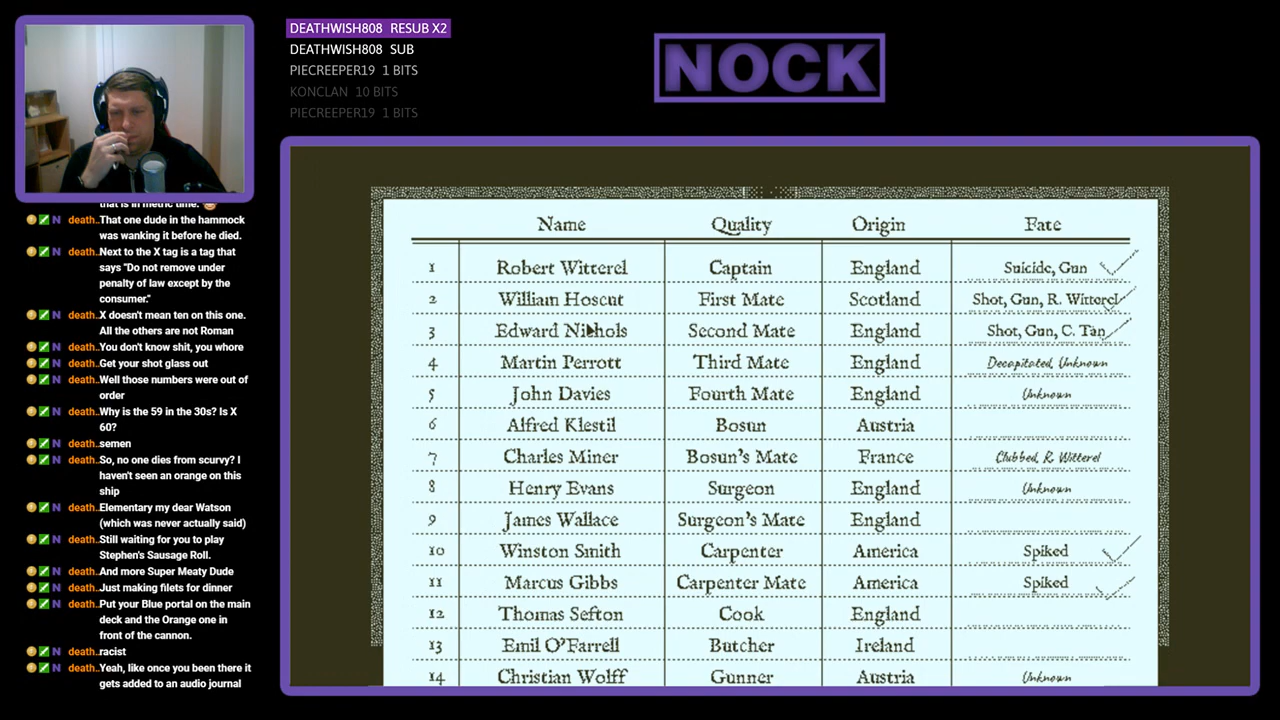 DEATHWISH808 RESUB X2
DEATHWISH808 SUB
PIECREEPER19 1 BITS
KONCLAN 10 BITS
PIECREEPER19 1 BITS
NOCK
that is in metric time.
death.. That one dude in the hammock
was wanking it before he died.
death.. Next to the X tag is a tag that
says "Do not remove under
penalty of law except by the
consumer."
death.. X doesn't mean ten on this one.
All the others are not Roman
death.. You don't know shit, you whore
death.. Get your shot glass out
death.. Well those numbers were out of
order
death.. Why is the 59 in the 30s? Is X
60?
death.. semen
death.. So, no one dies from scurvy? I
haven't seen an orange on this
ship
death.. Elementary my dear Watson
(which was never actually said)
death.. Still waiting for you to play
Stephen's Sausage Roll.
death.. And more Super Meaty Dude
death.. Just making filets for dinner
death.. Put your Blue portal on the main
deck and the Orange one in
front of the cannon.
death.. racist
death.. Yeah, like once you been there it
gets added to an audio journal
Name Quality Origin Fate
1 Robert Witterel Captain England Suicide, Gun
2 William Hoscut First Mate Scotland Shot, Gun, R. Witterel
3 Edward Nichols Second Mate England Shot, Gun, C. Tan
4 Martin Perrott Third Mate England Decapitated, Unknown
5 John Davies Fourth Mate England Unknown
6 Alfred Klestil Bosun Austria
7 Charles Miner Bosun's Mate France Clubbed, R. Witterel
8 Henry Evans Surgeon England Unknown
9 James Wallace Surgeon's Mate England
10 Winston Smith Carpenter America Spiked
11 Marcus Gibbs Carpenter Mate America Spiked
12 Thomas Sefton Cook England
13 Emil O'Farrell Butcher Ireland
14 Christian Wolff Gunner Austria Unknown